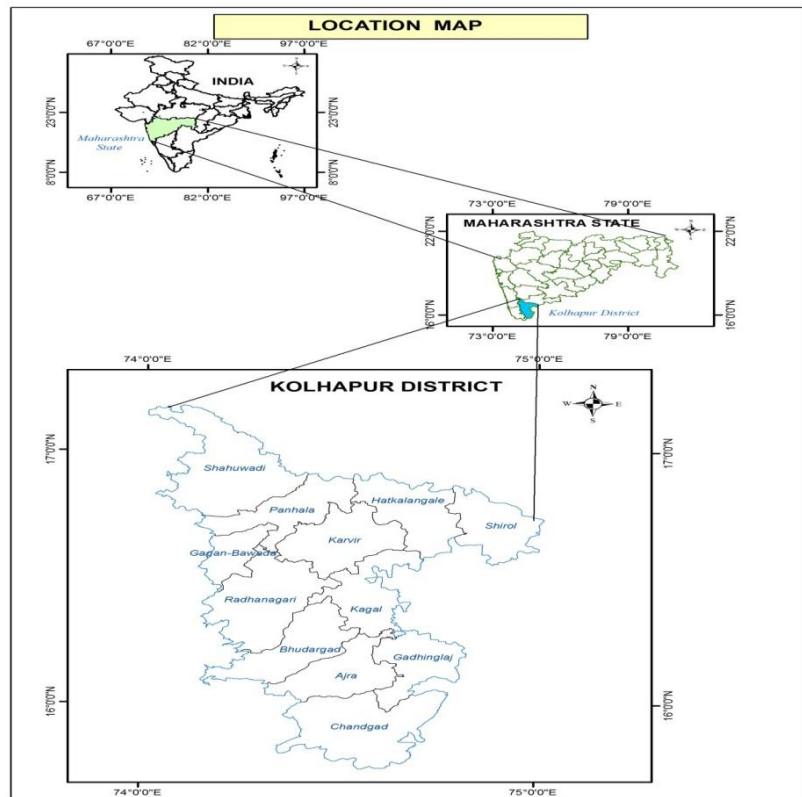 LOCATION MAP
67°0'0"E 82°0'0"E 97°0'0"E
INDIA
23°0'0"N 23°0'0"N
Maharashtra
State
8°0'0"N 8°0'0"N
67°0'0"E 82°0'0"E 97°0'0"E
73°0'0"E 79°0'0"E
MAHARASHTRA STATE
22°0'0"N 22°0'0"N
16°0'0"N 16°0'0"N
Kolhapur District
73°0'0"E 79°0'0"E
74°0'0"E 75°0'0"E
KOLHAPUR DISTRICT
N
W E
S
17°0'0"N 17°0'0"N
Shahuwadi
Hatkalangale
Panhala
Shirol
Karvir
Gagan-Bawada
Radhanagari
Kagal
Bhudargad
Gadhinglaj
Ajra
16°0'0"N 16°0'0"N
Chandgad
74°0'0"E 75°0'0"E